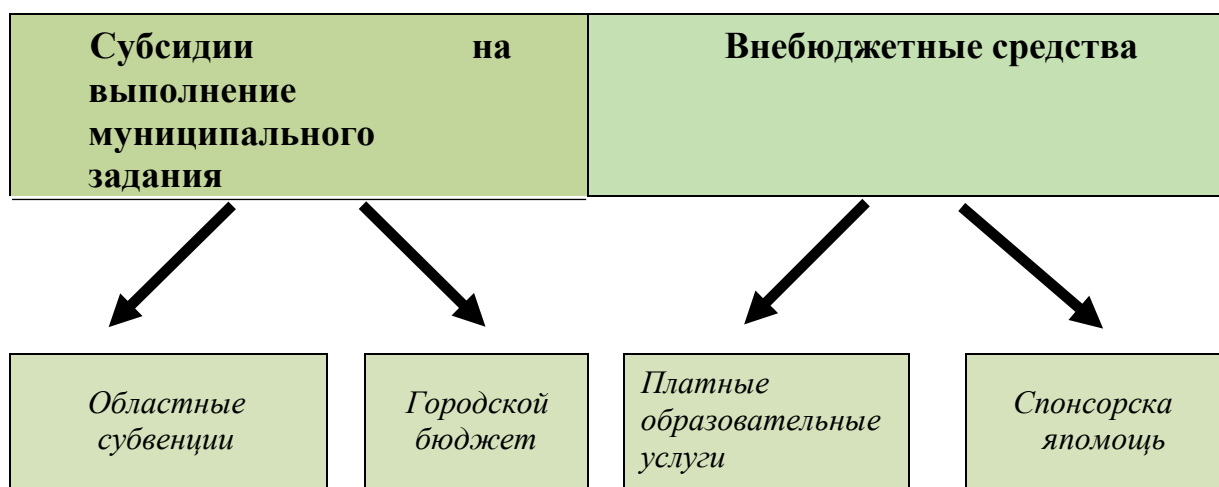 Субсидии на
выполнение
муниципального
задания
Внебюджетные средства
Областные
субвенции
Городской
бюджет
Платные
образовательные
услуги
Спонсорска
япомощь